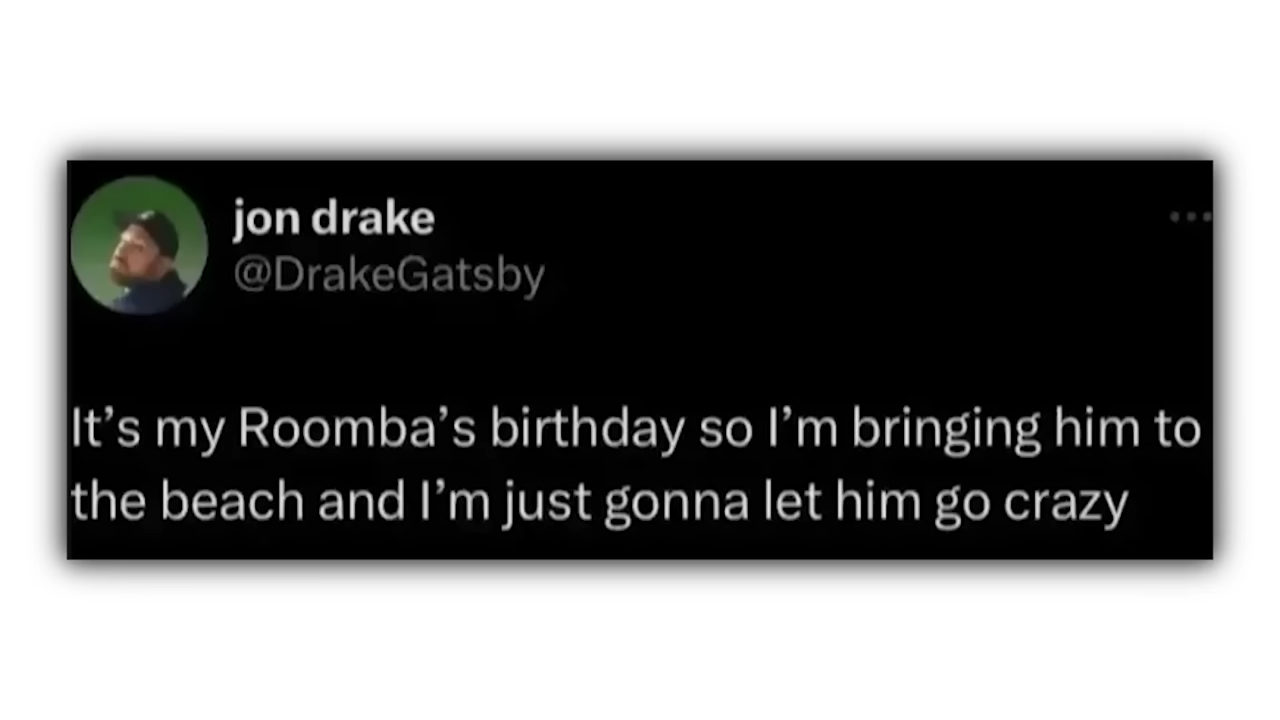 jon drake
@DrakeGatsby
It’s my Roomba’s birthday so I’m bringing him to
the beach and I’m just gonna let him go crazy